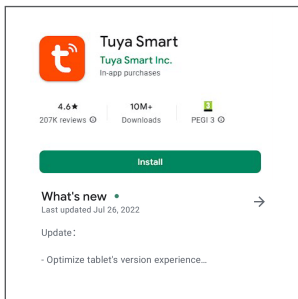 Tuya Smart
Tuya Smart Inc.
In-app purchases
4.6★
207K reviews
10M+
Downloads
3
PEGI 3
Install
What's new
Last updated Jul 26, 2022
Update：
- Optimize tablet's version experience...